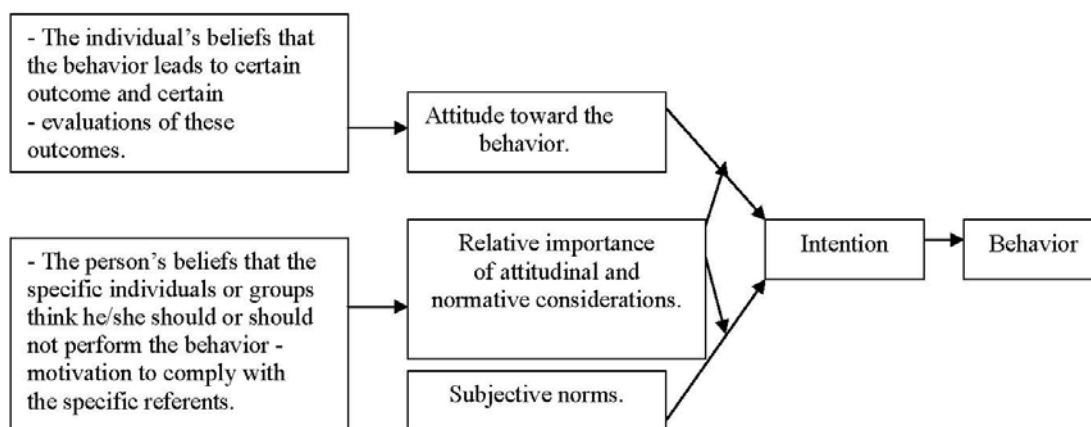 - The individual’s beliefs that
the behavior leads to certain
outcome and certain
- evaluations of these
outcomes.
Attitude toward the
behavior.
- The person’s beliefs that the
specific individuals or groups
think he/she should or should
not perform the behavior -
motivation to comply with
the specific referents.
Relative importance
of attitudinal and
normative considerations.
Subjective norms.
Intention
Behavior